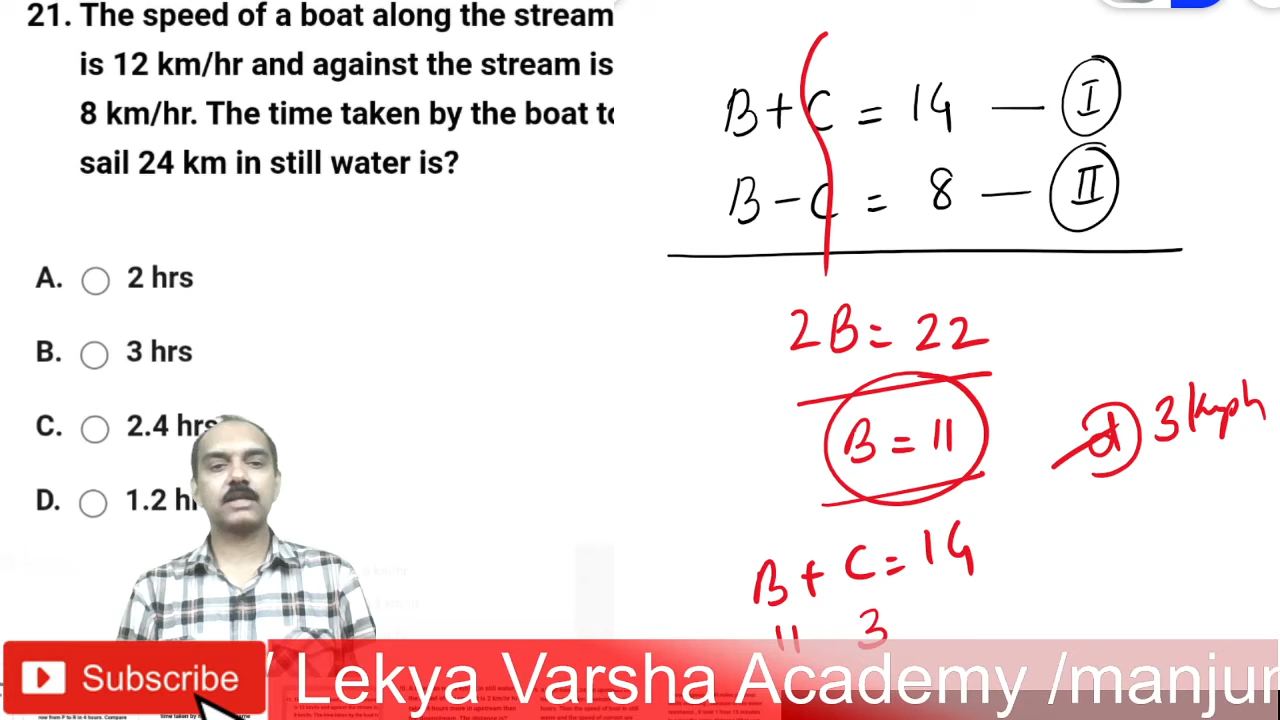 21. The speed of a boat along the stream
is 12 km/hr and against the stream is
8 km/hr. The time taken by the boat to
sail 24 km in still water is?
A. 2 hrs
B. 3 hrs
C. 2.4 hrs
D. 1.2 h
B + C = 14 — I
B - C = 8 — II
2B = 22
B = 11
d 3 kmph
B + C = 14
11 3
Subscribe
/ Lekya Varsha Academy /manjun